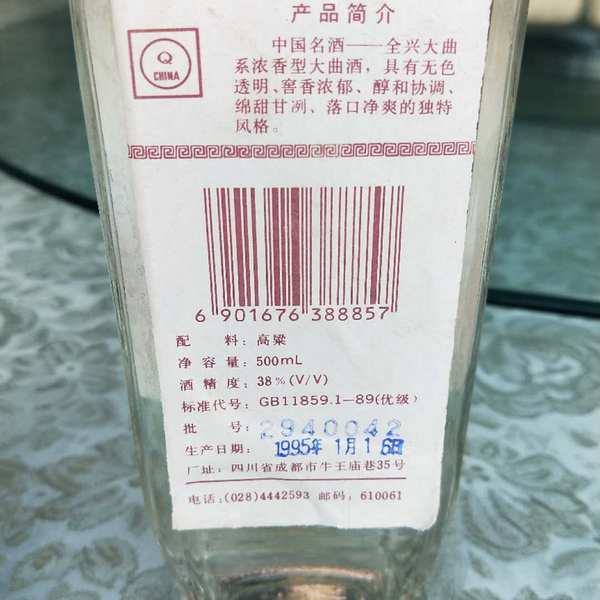 产品简介
Q
CHINA
中国名酒——全兴大曲
系浓香型大曲酒，具有无色
透明、窖香浓郁、醇和协调、
绵甜甘冽、落口净爽的独特
风格。
6 901676 388857
配 料：高粱
净 容 量：500mL
酒 精 度：38%(V/V)
标准代号：GB11859.1—89(优级)
批 号：2940042
生产日期：1995年1月16日
厂址：四川省成都市牛王庙巷35号
电话：(028)4442593 邮码：610061